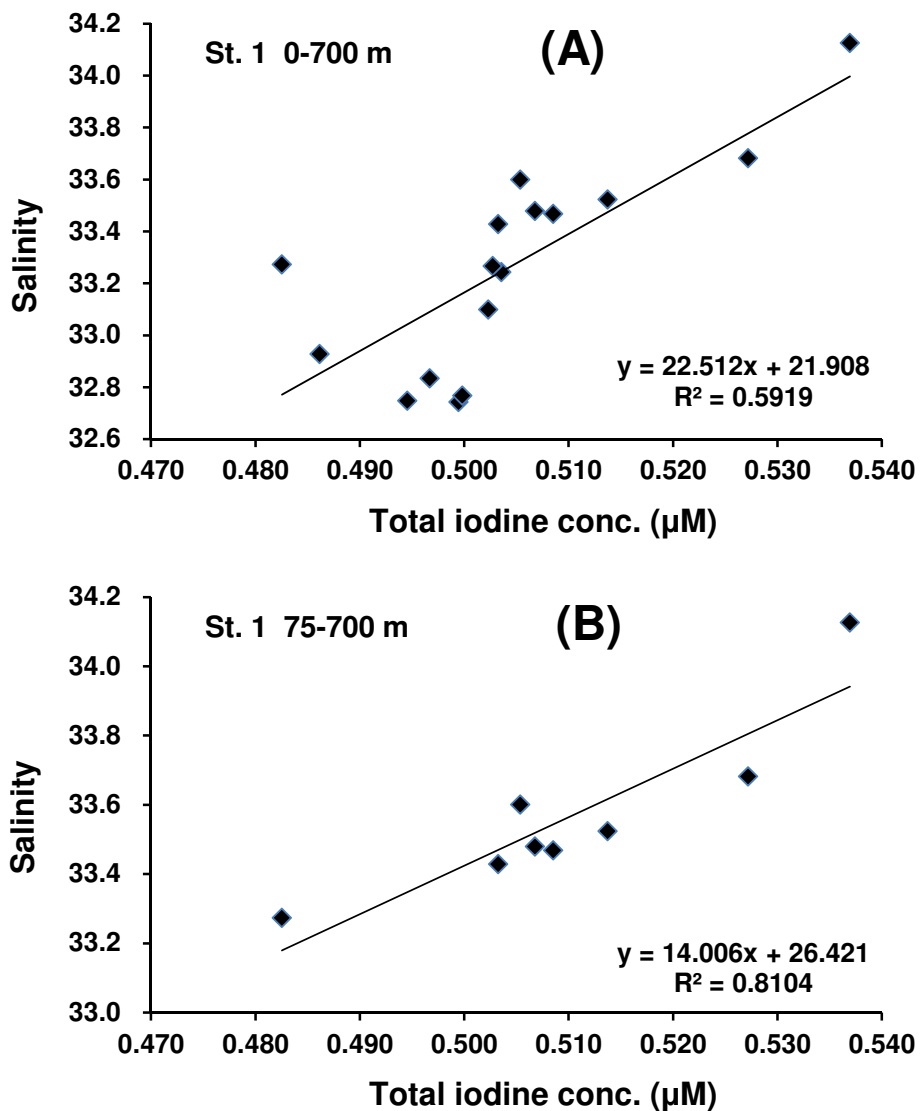 St. 1 0-700 m
(A)
34.2
34.0
33.8
33.6
33.4
33.2
33.0
32.8
32.6
Salinity
y = 22.512x + 21.908
R² = 0.5919
0.470 0.480 0.490 0.500 0.510 0.520 0.530 0.540
Total iodine conc. (µM)
St. 1 75-700 m
(B)
34.2
34.0
33.8
33.6
33.4
33.2
33.0
Salinity
y = 14.006x + 26.421
R² = 0.8104
0.470 0.480 0.490 0.500 0.510 0.520 0.530 0.540
Total iodine conc. (µM)